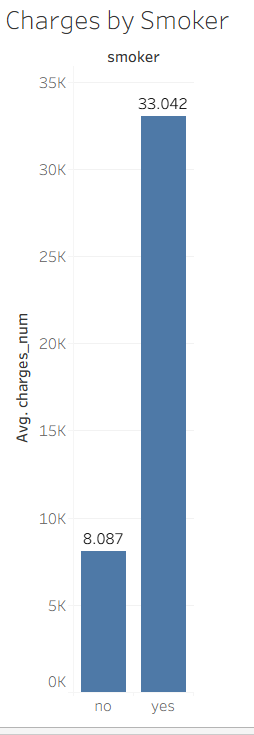 Charges by Smoker
smoker
35K
33.042
30K
25K
20K
Avg. charges_num
15K
10K
8.087
5K
0K
no
yes